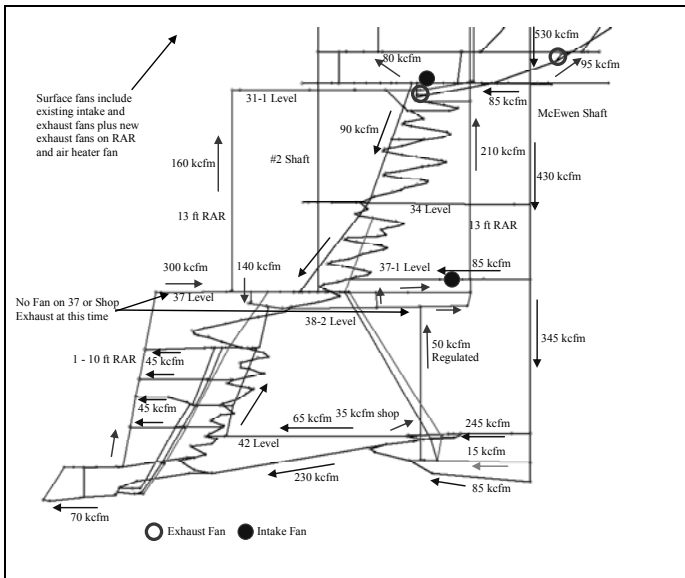 530 kcfm
80 kcfm
95 kcfm
Surface fans include
existing intake and
exhaust fans plus new
exhaust fans on RAR
and air heater fan
31-1 Level
85 kcfm
McEwen Shaft
90 kcfm
160 kcfm
#2 Shaft
210 kcfm
430 kcfm
13 ft RAR
34 Level
13 ft RAR
300 kcfm
140 kcfm
37-1 Level
85 kcfm
No Fan on 37 or Shop
Exhaust at this time
37 Level
38-2 Level
345 kcfm
50 kcfm
Regulated
1 - 10 ft RAR
45 kcfm
45 kcfm
65 kcfm
35 kcfm shop
245 kcfm
42 Level
15 kcfm
230 kcfm
85 kcfm
70 kcfm
Exhaust Fan
Intake Fan